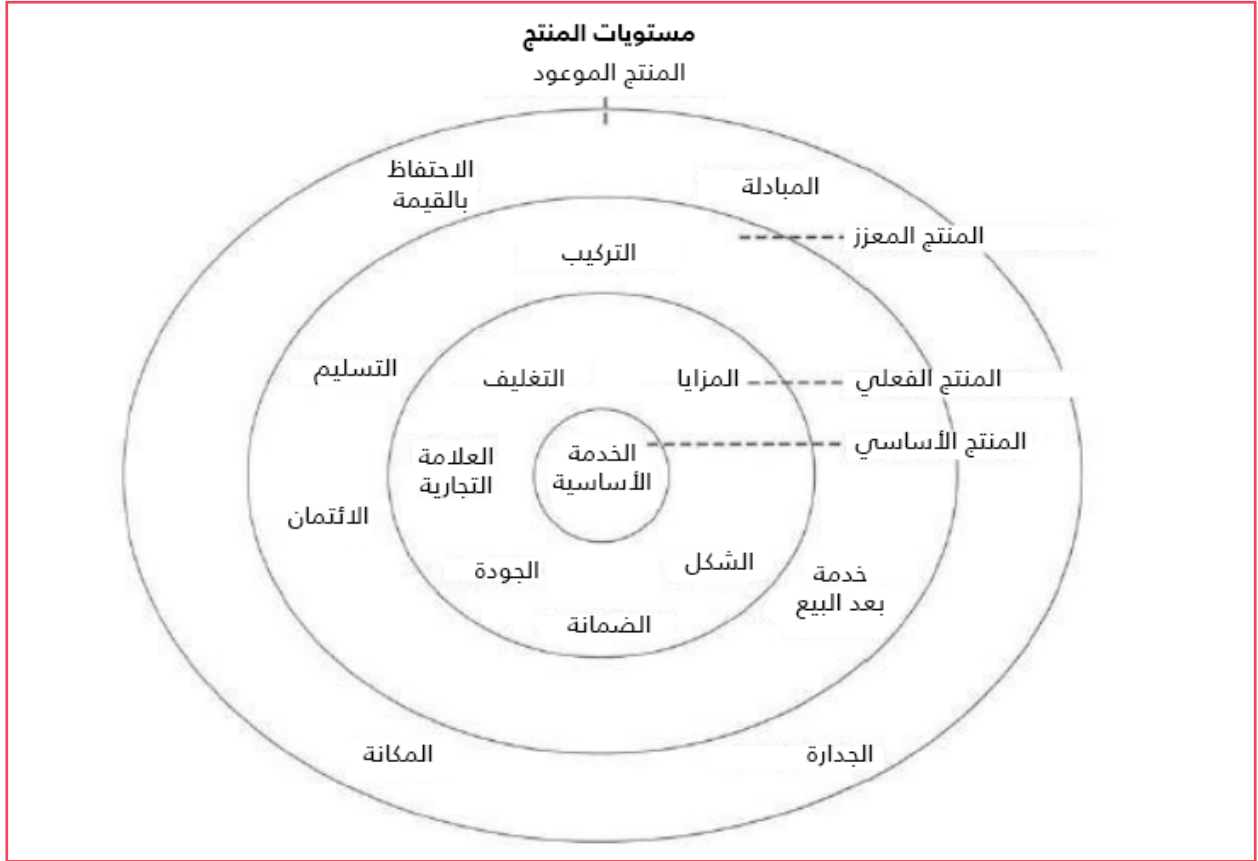 مستويات المنتج
المنتج الموعود
الاحتفاظ
بالقيمة
المبادلة
المنتج المعزز
التركيب
التسليم
التغليف
المزايا
المنتج الفعلي
المنتج الأساسي
الخدمة
الأساسية
العلامة
التجارية
الائتمان
الجودة
الشكل
خدمة
بعد البيع
الضمانة
المكانة
الجدارة